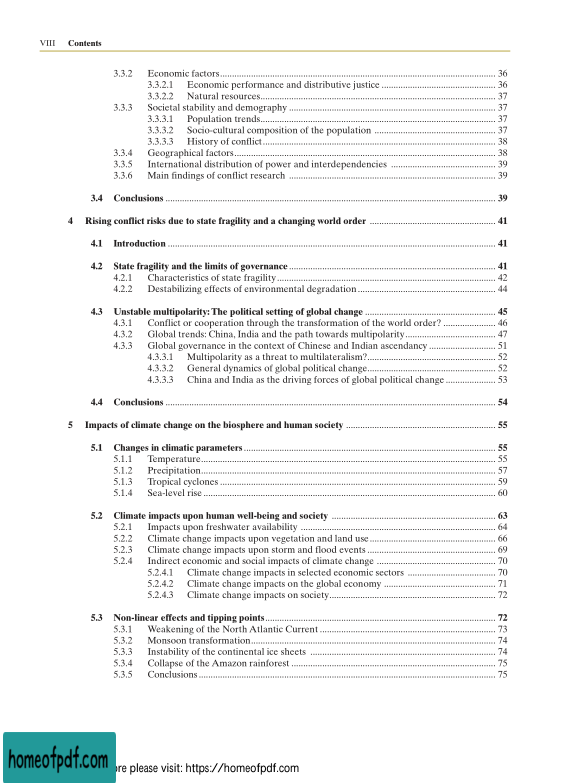 VIII Contents
3.3.2 Economic factors 36
3.3.2.1 Economic performance and distributive justice 36
3.3.2.2 Natural resources 37
3.3.3 Societal stability and demography 37
3.3.3.1 Population trends 37
3.3.3.2 Socio-cultural composition of the population 37
3.3.3.3 History of conflict 38
3.3.4 Geographical factors 38
3.3.5 International distribution of power and interdependencies 39
3.3.6 Main findings of conflict research 39
3.4 Conclusions 39
4 Rising conflict risks due to state fragility and a changing world order 41
4.1 Introduction 41
4.2 State fragility and the limits of governance 41
4.2.1 Characteristics of state fragility 42
4.2.2 Destabilizing effects of environmental degradation 44
4.3 Unstable multipolarity: The political setting of global change 45
4.3.1 Conflict or cooperation through the transformation of the world order? 46
4.3.2 Global trends: China, India and the path towards multipolarity 47
4.3.3 Global governance in the context of Chinese and Indian ascendancy 51
4.3.3.1 Multipolarity as a threat to multilateralism? 52
4.3.3.2 General dynamics of global political change 52
4.3.3.3 China and India as the driving forces of global political change 53
4.4 Conclusions 54
5 Impacts of climate change on the biosphere and human society 55
5.1 Changes in climatic parameters 55
5.1.1 Temperature 55
5.1.2 Precipitation 57
5.1.3 Tropical cyclones 59
5.1.4 Sea-level rise 60
5.2 Climate impacts upon human well-being and society 63
5.2.1 Impacts upon freshwater availability 64
5.2.2 Climate change impacts upon vegetation and land use 66
5.2.3 Climate change impacts upon storm and flood events 69
5.2.4 Indirect economic and social impacts of climate change 70
5.2.4.1 Climate change impacts in selected economic sectors 70
5.2.4.2 Climate change impacts on the global economy 71
5.2.4.3 Climate change impacts on society 72
5.3 Non-linear effects and tipping points 72
5.3.1 Weakening of the North Atlantic Current 73
5.3.2 Monsoon transformation 74
5.3.3 Instability of the continental ice sheets 74
5.3.4 Collapse of the Amazon rainforest 75
5.3.5 Conclusions 75
homeofpdf.com
ore please visit: https://homeofpdf.com